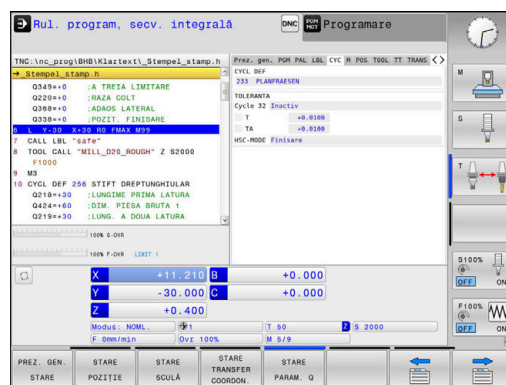 Rul. program, secv. integrală
DNC
PGM MGT
Programare
TNC:\nc_prog\BHB\Klartext\_Stempel_stamp.h
→_Stempel_stamp.h
Q349=+0 ;A TREIA LIMITARE
Q220=+0 ;RAZA COLT
Q368=+0 ;ADAOS LATERAL
Q338=+0 ;POZIT. FINISARE
6 L Y-30 X+30 R0 FMAX M99
7 CALL LBL "safe"
8 TOOL CALL "MILL_D20_ROUGH" Z S2000
F1000
9 M3
10 CYCL DEF 256 STIFT DREPTUNGHIULAR
Q218=+30 ;LUNGIME PRIMA LATURA
Q424=+60 ;DIM. PIESA BRUTA 1
Q219=+30 ;LUNG. A DOUA LATURA
Prez. gen. PGM PAL LBL CYC M POS TOOL TT TRANS
CYCL DEF
233 PLANFRAESEN
TOLERANTA
Cycle 32 Inactiv
T +0.0100
TA +0.0100
HSC-MODE Finisare
100% S-OVR
100% F-OVR LIMIT 1
X +11.210 B +0.000
Y -30.000 C +0.000
Z +0.400
Modus: NOML. 1 T 50 Z S 2000
F 0mm/min Ovr 100% M 5/9
M
S
T
S100%
OFF ON
F100%
OFF ON
PREZ. GEN. STARE
STARE POZIȚIE
STARE SCULĂ
STARE TRANSFER COORDON.
STARE PARAM. Q